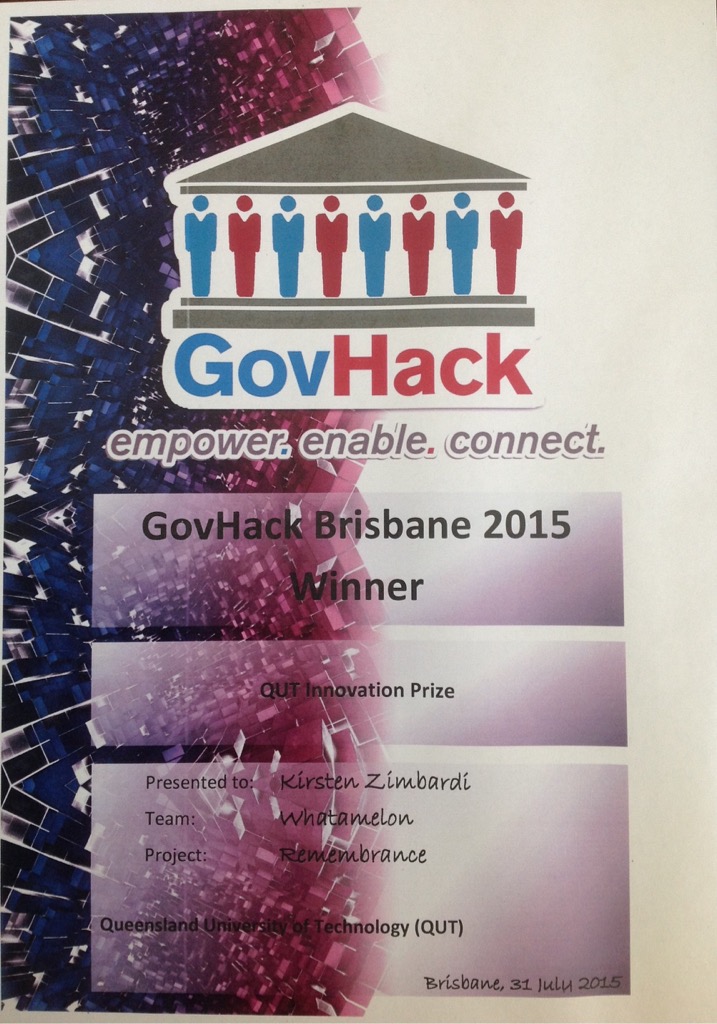 GovHack
empower. enable. connect.
GovHack Brisbane 2015
Winner
QUT Innovation Prize
Presented to: Kirsten Zimbardi
Team: Whatamelon
Project: Remembrance
Queensland University of Technology (QUT)
Brisbane, 31 July 2015